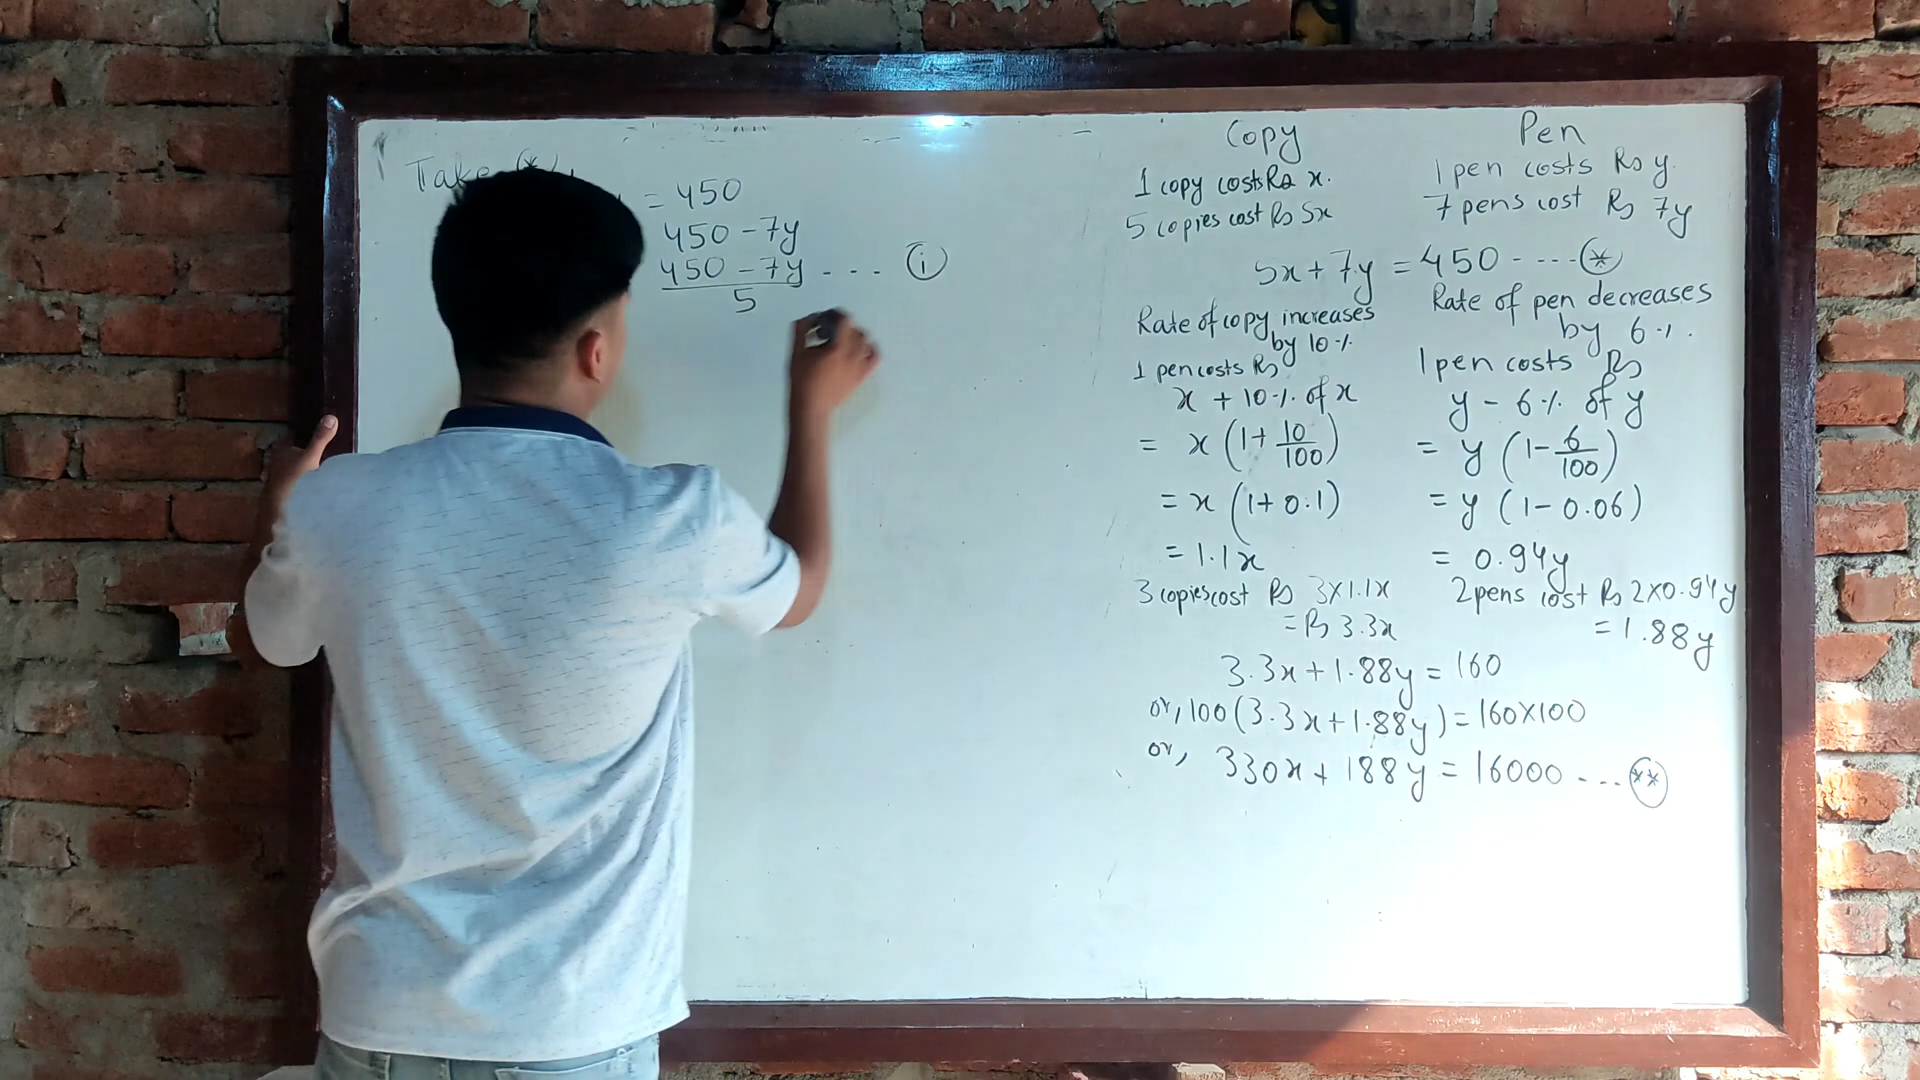 Take (*)
= 450
450 - 7y
450 - 7y - - - (i)
5
Copy
1 copy costs Rs x.
5 copies cost Rs 5x
Pen
1 pen costs Rs y.
7 pens cost Rs 7y
5x + 7y = 450 - - - - (*)
Rate of copy increases
by 10 %
1 pen costs Rs
x + 10 % of x
= x (1 + 10/100)
= x (1 + 0.1)
= 1.1x
3 copies cost Rs 3×1.1x
= Rs 3.3x
Rate of pen decreases
by 6 %.
1 pen costs Rs
y - 6 % of y
= y (1 - 6/100)
= y (1 - 0.06)
= 0.94y
2 pens cost Rs 2×0.94y
= 1.88y
3.3x + 1.88y = 160
or, 100 (3.3x + 1.88y) = 160×100
or, 330x + 188y = 16000 - - - (**)